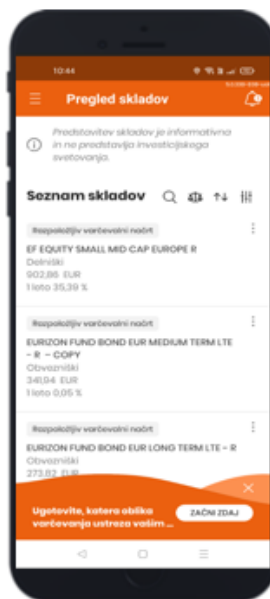 10:44
Pregled skladov
Predstavitev skladov je informativna
in ne predstavlja investicijskega
svetovanja.
Seznam skladov
Razpoložljiv varčevalni načrt
EF EQUITY SMALL MID CAP EUROPE R
Delniški
902,86 EUR
1 leto 35,39 %
Razpoložljiv varčevalni načrt
EURIZON FUND BOND EUR MEDIUM TERM LTE
- R - COPY
Obvezniški
341,94 EUR
1 leto 0,05 %
Razpoložljiv varčevalni načrt
EURIZON FUND BOND EUR LONG TERM LTE - R
Obvezniški
273,82 EUR
Ugotovite, katera oblika
varčevanja ustreza vašim ...
ZAČNI ZDAJ